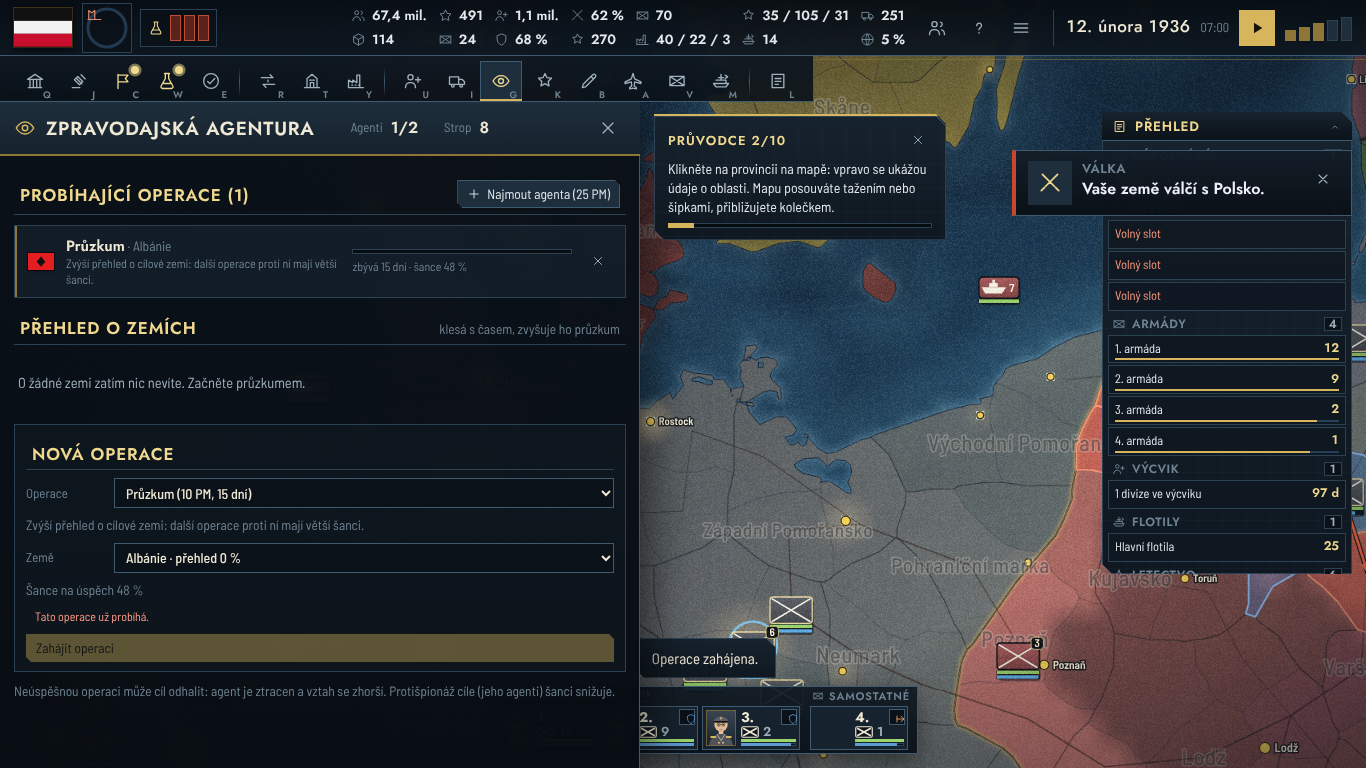 67,4 mil.
491
1,1 mil.
62 %
70
35 / 105 / 31
251
114
24
68 %
270
40 / 22 / 3
14
5 %
?
12. února 1936
07:00
Q
J
C
W
E
R
T
Y
U
I
G
K
B
A
V
M
L
ZPRAVODAJSKÁ AGENTURA
Agenti 1/2
Strop 8
PROBÍHAJÍCÍ OPERACE (1)
Najmout agenta (25 PM)
Průzkum · Albánie
Zvýší přehled o cílové zemi: další operace proti ní mají větší
šanci.
zbývá 15 dní · šance 48 %
PŘEHLED O ZEMÍCH
klesá s časem, zvyšuje ho průzkum
O žádné zemi zatím nic nevíte. Začněte průzkumem.
NOVÁ OPERACE
Operace
Průzkum (10 PM, 15 dní)
Zvýší přehled o cílové zemi: další operace proti ní mají větší šanci.
Země
Albánie · přehled 0 %
Šance na úspěch 48 %
Tato operace už probíhá.
Zahájit operaci
Neúspěšnou operaci může cíl odhalit: agent je ztracen a vztah se zhorší. Protišpionáž cíle (jeho agenti) šanci snižuje.
Skåne
PRŮVODCE 2/10
Klikněte na provincii na mapě: vpravo se ukážou
údaje o oblasti. Mapu posouváte tažením nebo
šipkami, přibližujete kolečkem.
7
Rostock
Východní Pomořan
Západní Pomořansko
Pohraniční marka
Kujavsko
Toruń
Poznaň
3
Poznaň
Neumark
6
Varš
Lodž
Lodž
Operace zahájena.
SAMOSTATNÉ
2.
9
3.
2
4.
1
PŘEHLED
VÁLKA
Vaše země válčí s Polsko.
Volný slot
Volný slot
Volný slot
ARMÁDY
4
1. armáda
12
2. armáda
9
3. armáda
2
4. armáda
1
VÝCVIK
1
1 divize ve výcviku
97 d
FLOTILY
1
Hlavní flotila
25